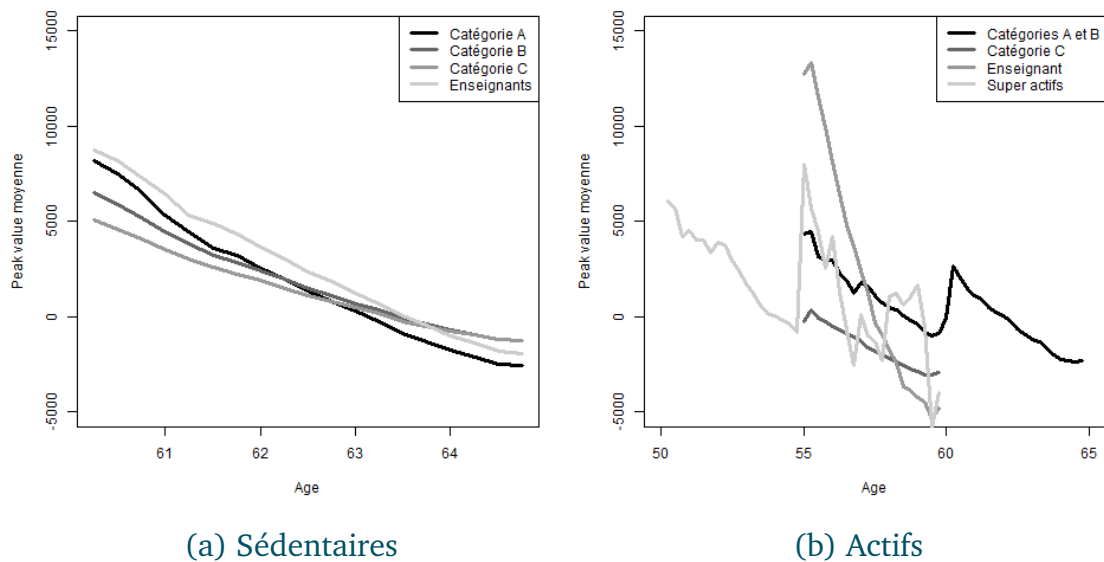 15000
10000
5000
0
-5000
Peak value moyenne
Catégorie A
Catégorie B
Catégorie C
Enseignants
61 62 63 64
Age
(a) Sédentaires
15000
10000
5000
0
-5000
Peak value moyenne
Catégories A et B
Catégorie C
Enseignant
Super actifs
50 55 60 65
Age
(b) Actifs